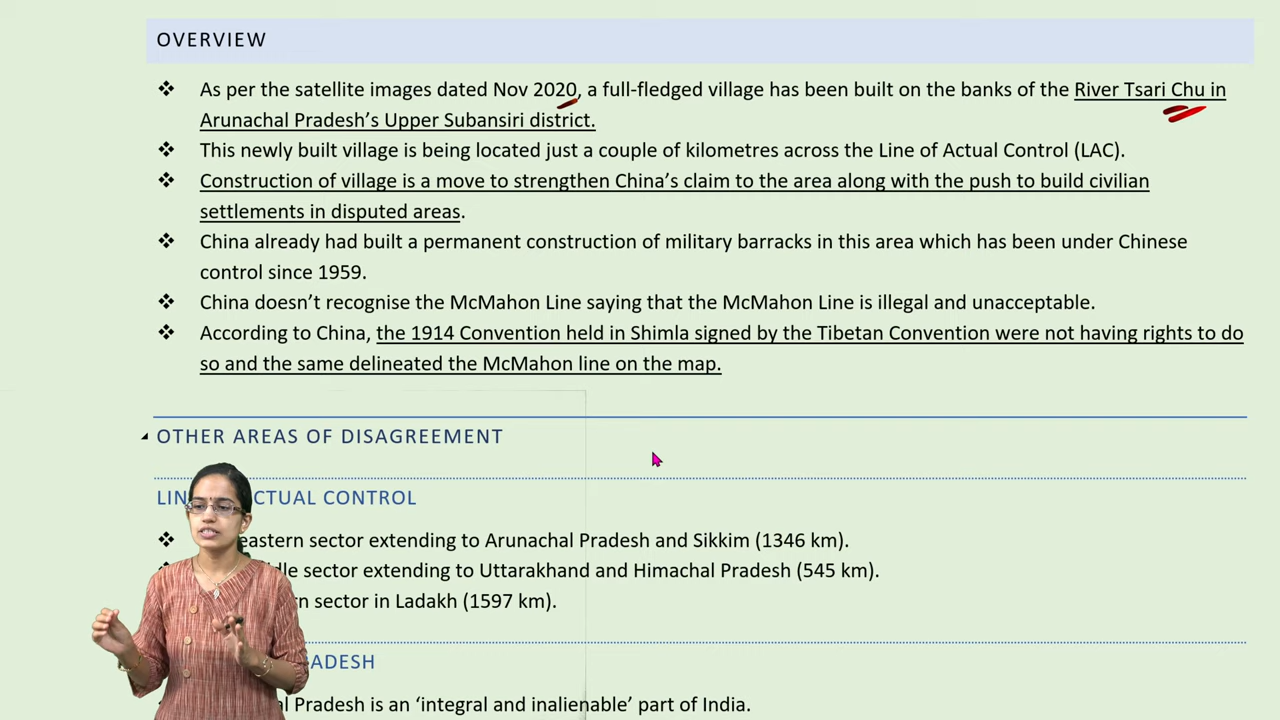 OVERVIEW
❖ As per the satellite images dated Nov 2020, a full-fledged village has been built on the banks of the River Tsari Chu in
Arunachal Pradesh’s Upper Subansiri district.
❖ This newly built village is being located just a couple of kilometres across the Line of Actual Control (LAC).
❖ Construction of village is a move to strengthen China’s claim to the area along with the push to build civilian
settlements in disputed areas.
❖ China already had built a permanent construction of military barracks in this area which has been under Chinese
control since 1959.
❖ China doesn’t recognise the McMahon Line saying that the McMahon Line is illegal and unacceptable.
❖ According to China, the 1914 Convention held in Shimla signed by the Tibetan Convention were not having rights to do
so and the same delineated the McMahon line on the map.
OTHER AREAS OF DISAGREEMENT
CTUAL CONTROL
❖ eastern sector extending to Arunachal Pradesh and Sikkim (1346 km).
sector extending to Uttarakhand and Himachal Pradesh (545 km).
❖ sector in Ladakh (1597 km).
Pradesh is an ‘integral and inalienable’ part of India.